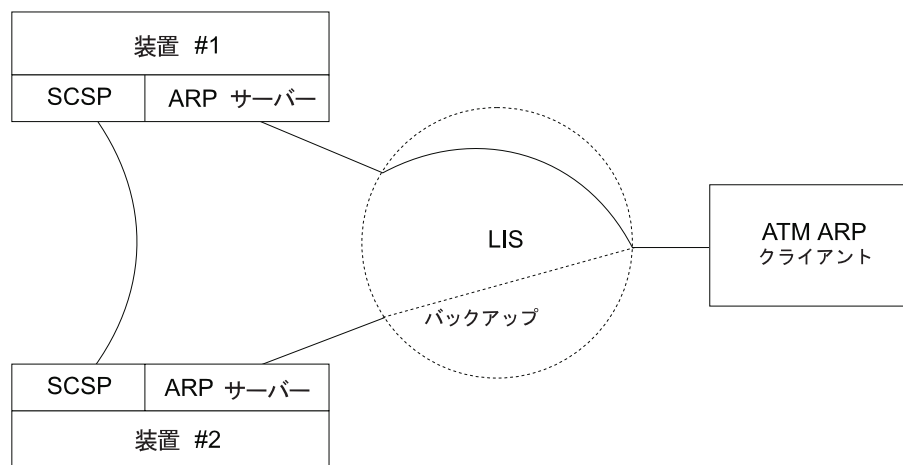 装置 #1
SCSP
ARP サーバー
LIS
ATM ARP
クライアント
バックアップ
SCSP
ARP サーバー
装置 #2